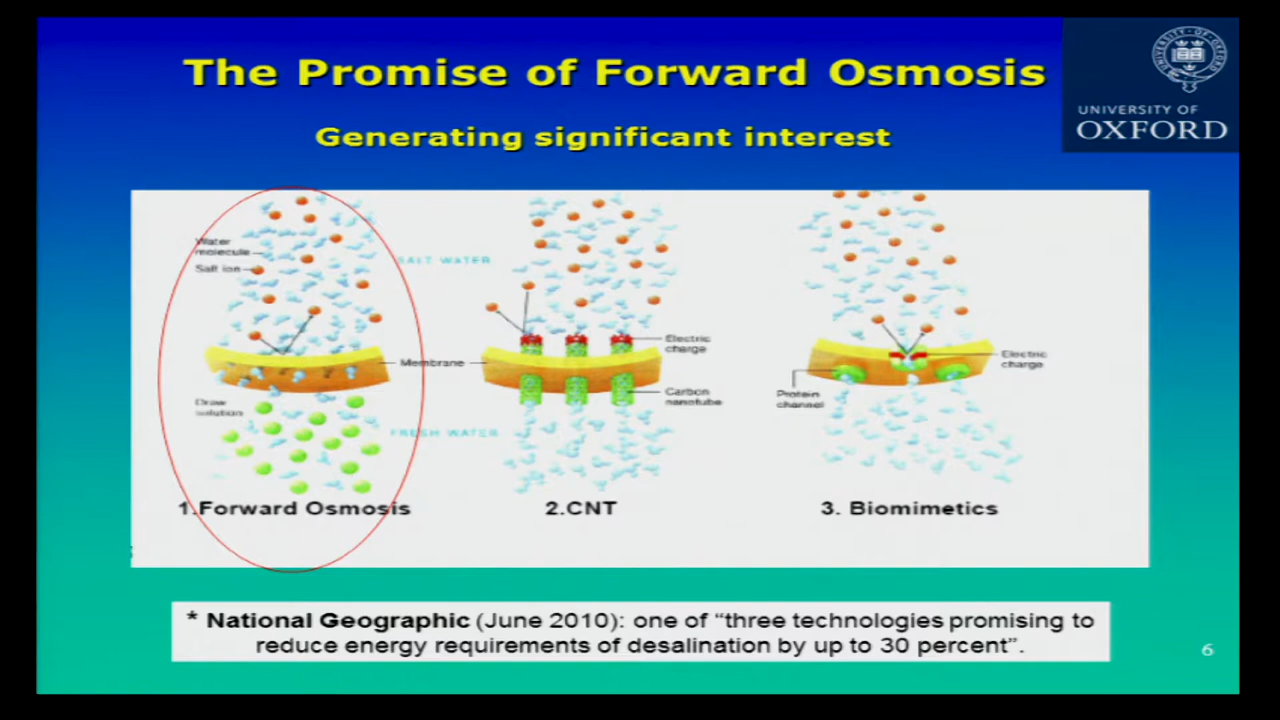 The Promise of Forward Osmosis
UNIVERSITY OF
OXFORD
Generating significant interest
Water
molecule
Salt ion
SALT WATER
Membrane
Draw
solution
FRESH WATER
1.Forward Osmosis
Electric
charge
Carbon
nanotube
2.CNT
Electric
charge
Protein
channel
3. Biomimetics
* National Geographic (June 2010): one of “three technologies promising to
reduce energy requirements of desalination by up to 30 percent”.
6